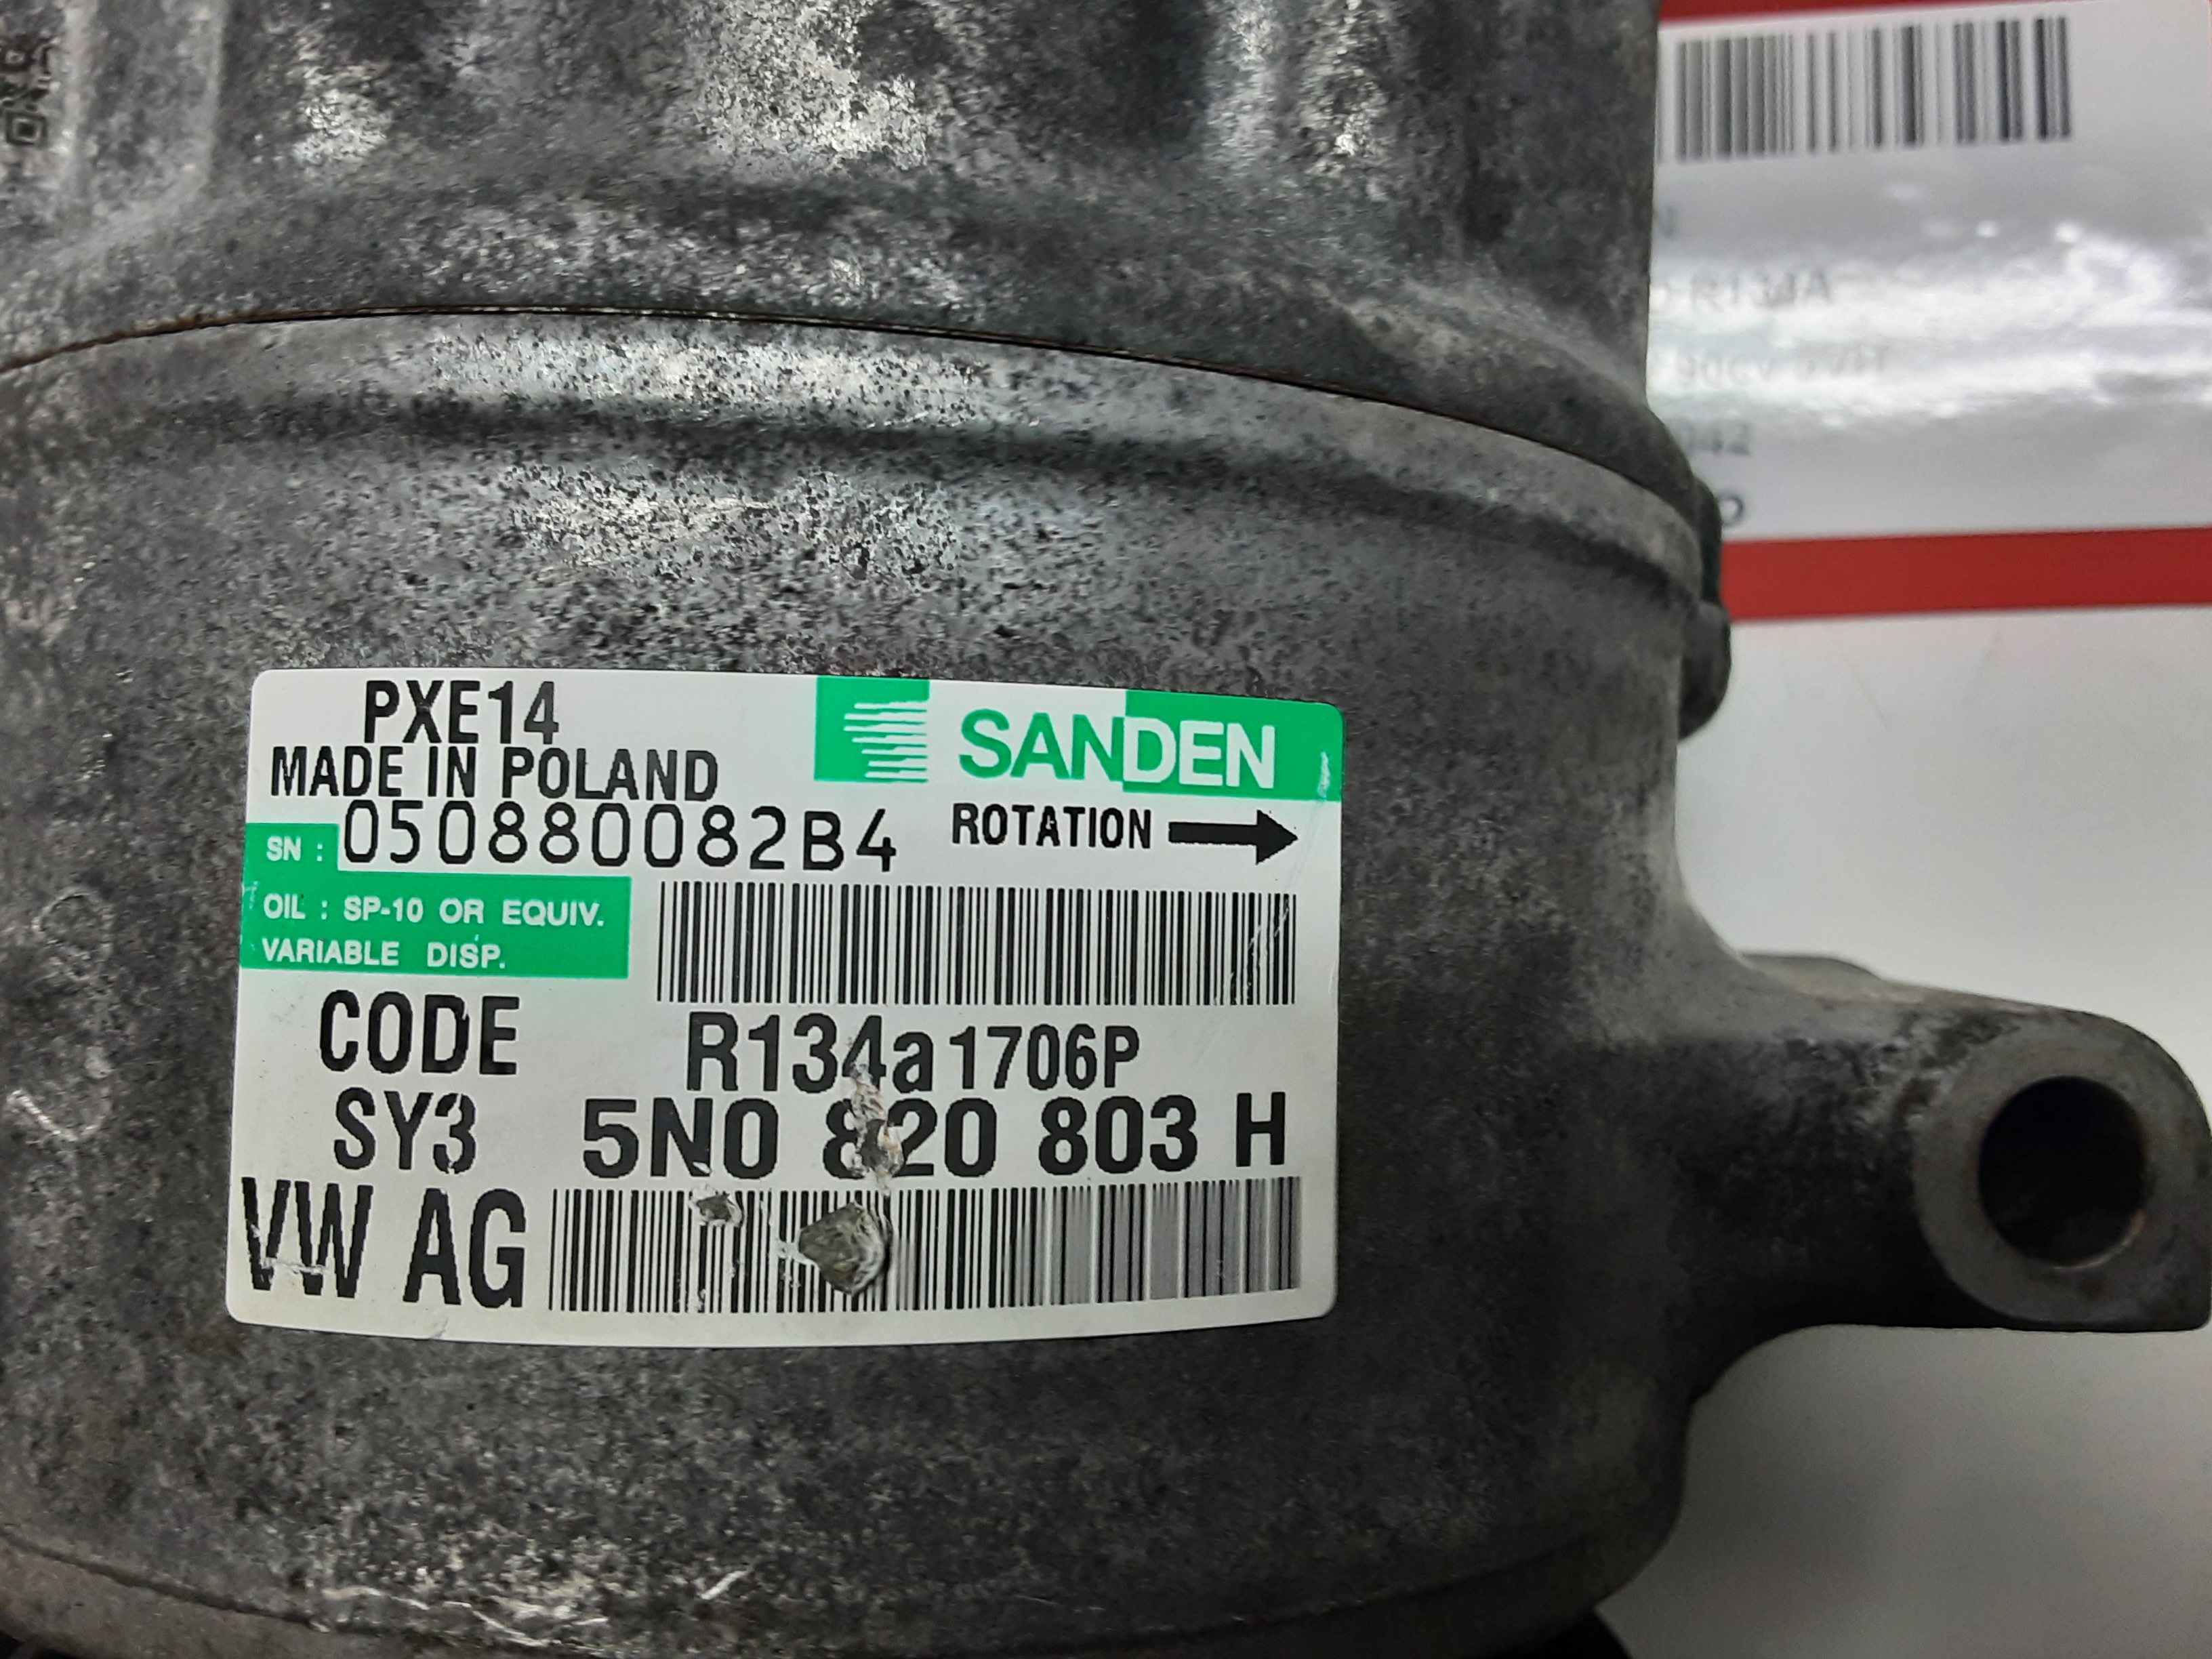 PXE14
SANDEN
MADE IN POLAND
SN : 050880082B4
ROTATION
OIL : SP-10 OR EQUIV.
VARIABLE DISP.
CODE
R134a1706P
SY3
5N0 820 803 H
VW AG
R134A